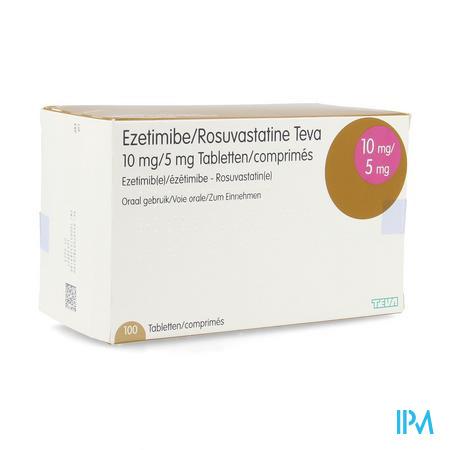 Ezetimibe/Rosuvastatine Teva
10 mg/5 mg Tabletten/comprimés
Ezetimib(e)/ézétimibe - Rosuvastatin(e)
Oraal gebruik/Voie orale/Zum Einnehmen
10 mg/
5 mg
TEVA
100 Tabletten/comprimés
IPM